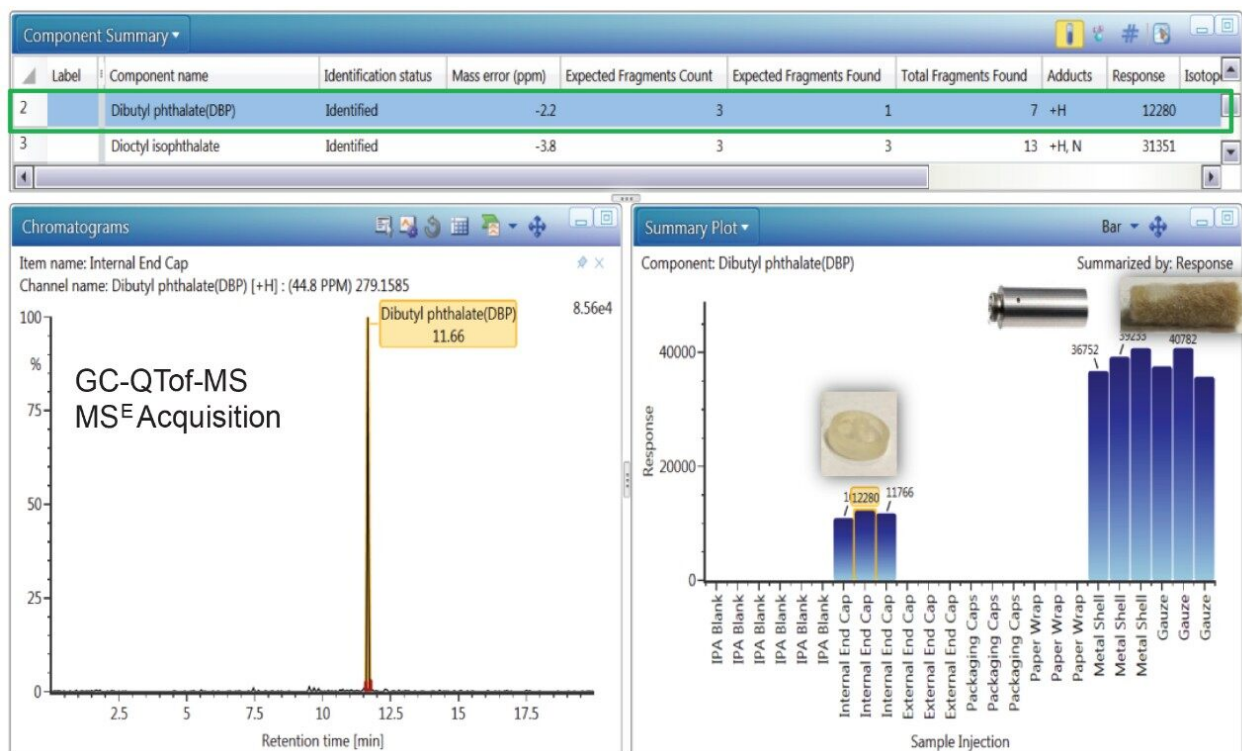 Component Summary
Label Component name Identification status Mass error (ppm) Expected Fragments Count Expected Fragments Found Total Fragments Found Adducts Response
2 Dibutyl phthalate(DBP) Identified -2.2 3 1 7 +H 12280
3 Dioctyl isophthalate Identified -3.8 3 3 13 +H, N 31351
Chromatograms
Item name: Internal End Cap
Channel name: Dibutyl phthalate(DBP) [+H] : (44.8 PPM) 279.1585
8.56e4
100
%
75
50
25
0
Dibutyl phthalate(DBP)
11.66
GC-QTof-MS
MSE Acquisition
2.5 5 7.5 10 12.5 15 17.5
Retention time [min]
Summary Plot
Bar
Component: Dibutyl phthalate(DBP)
Summarized by: Response
Response
40000
20000
0
12280
11766
36752
40782
IPA Blank
IPA Blank
IPA Blank
IPA Blank
IPA Blank
IPA Blank
Internal End Cap
Internal End Cap
Internal End Cap
External End Cap
External End Cap
External End Cap
Packaging Caps
Packaging Caps
Packaging Caps
Paper Wrap
Paper Wrap
Paper Wrap
Metal Shell
Metal Shell
Metal Shell
Gauze
Gauze
Gauze
Sample Injection